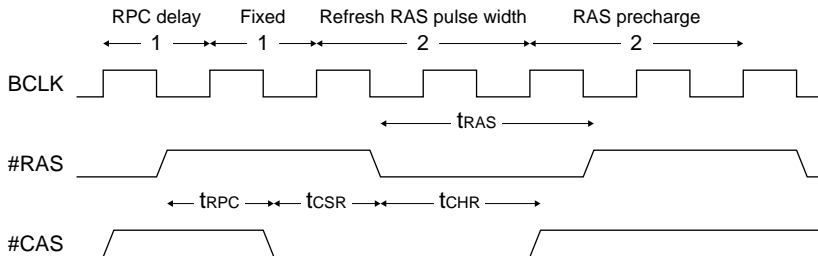 RPC delay Fixed Refresh RAS pulse width RAS precharge
1 1 2 2
BCLK
tRAS
#RAS
tRPC tCSR tCHR
#CAS